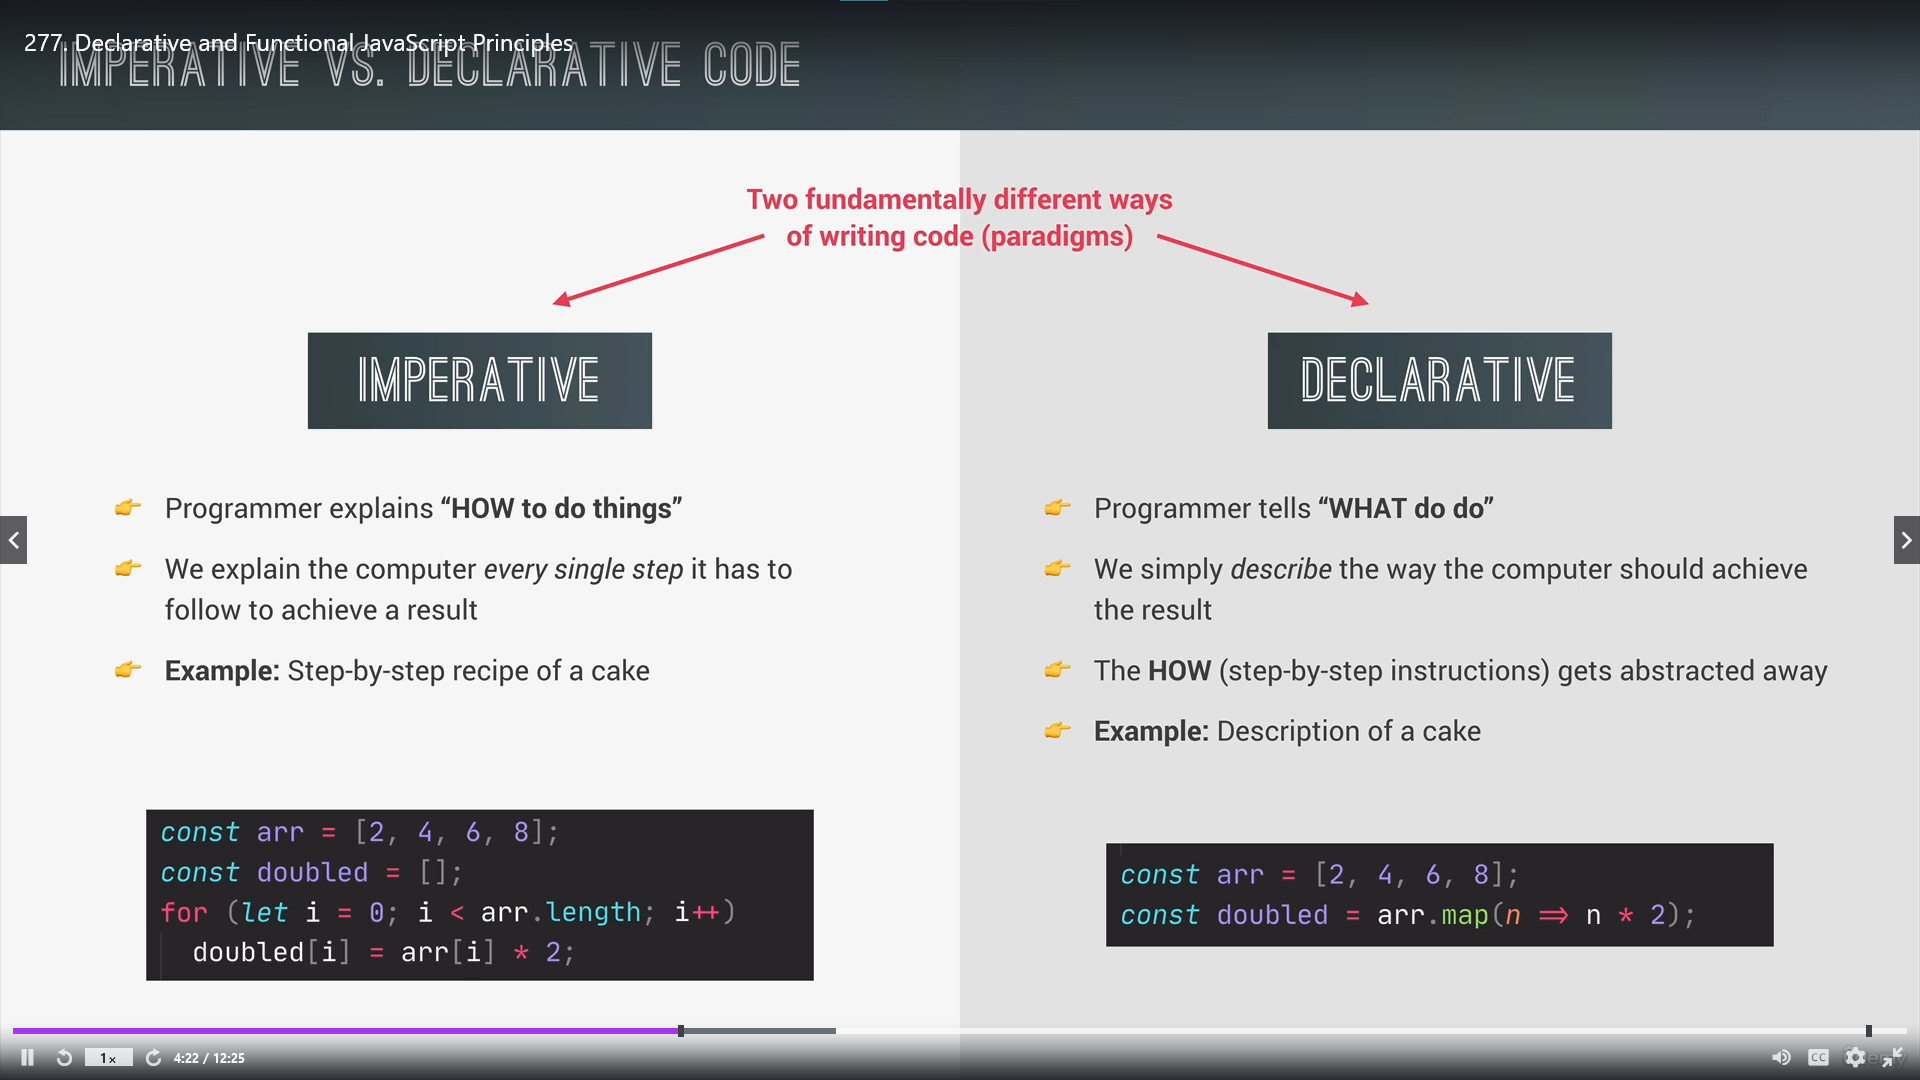 277. Declarative and Functional JavaScript Principles
IMPERATIVE VS. DECLARATIVE CODE
Two fundamentally different ways
of writing code (paradigms)
IMPERATIVE
👉 Programmer explains “HOW to do things”
👉 We explain the computer every single step it has to
follow to achieve a result
👉 Example: Step-by-step recipe of a cake
const arr = [2, 4, 6, 8];
const doubled = [];
for (let i = 0; i < arr.length; i++)
  doubled[i] = arr[i] * 2;
DECLARATIVE
👉 Programmer tells “WHAT do do”
👉 We simply describe the way the computer should achieve
the result
👉 The HOW (step-by-step instructions) gets abstracted away
👉 Example: Description of a cake
const arr = [2, 4, 6, 8];
const doubled = arr.map(n => n * 2);
1x
4:22 / 12:25
CC